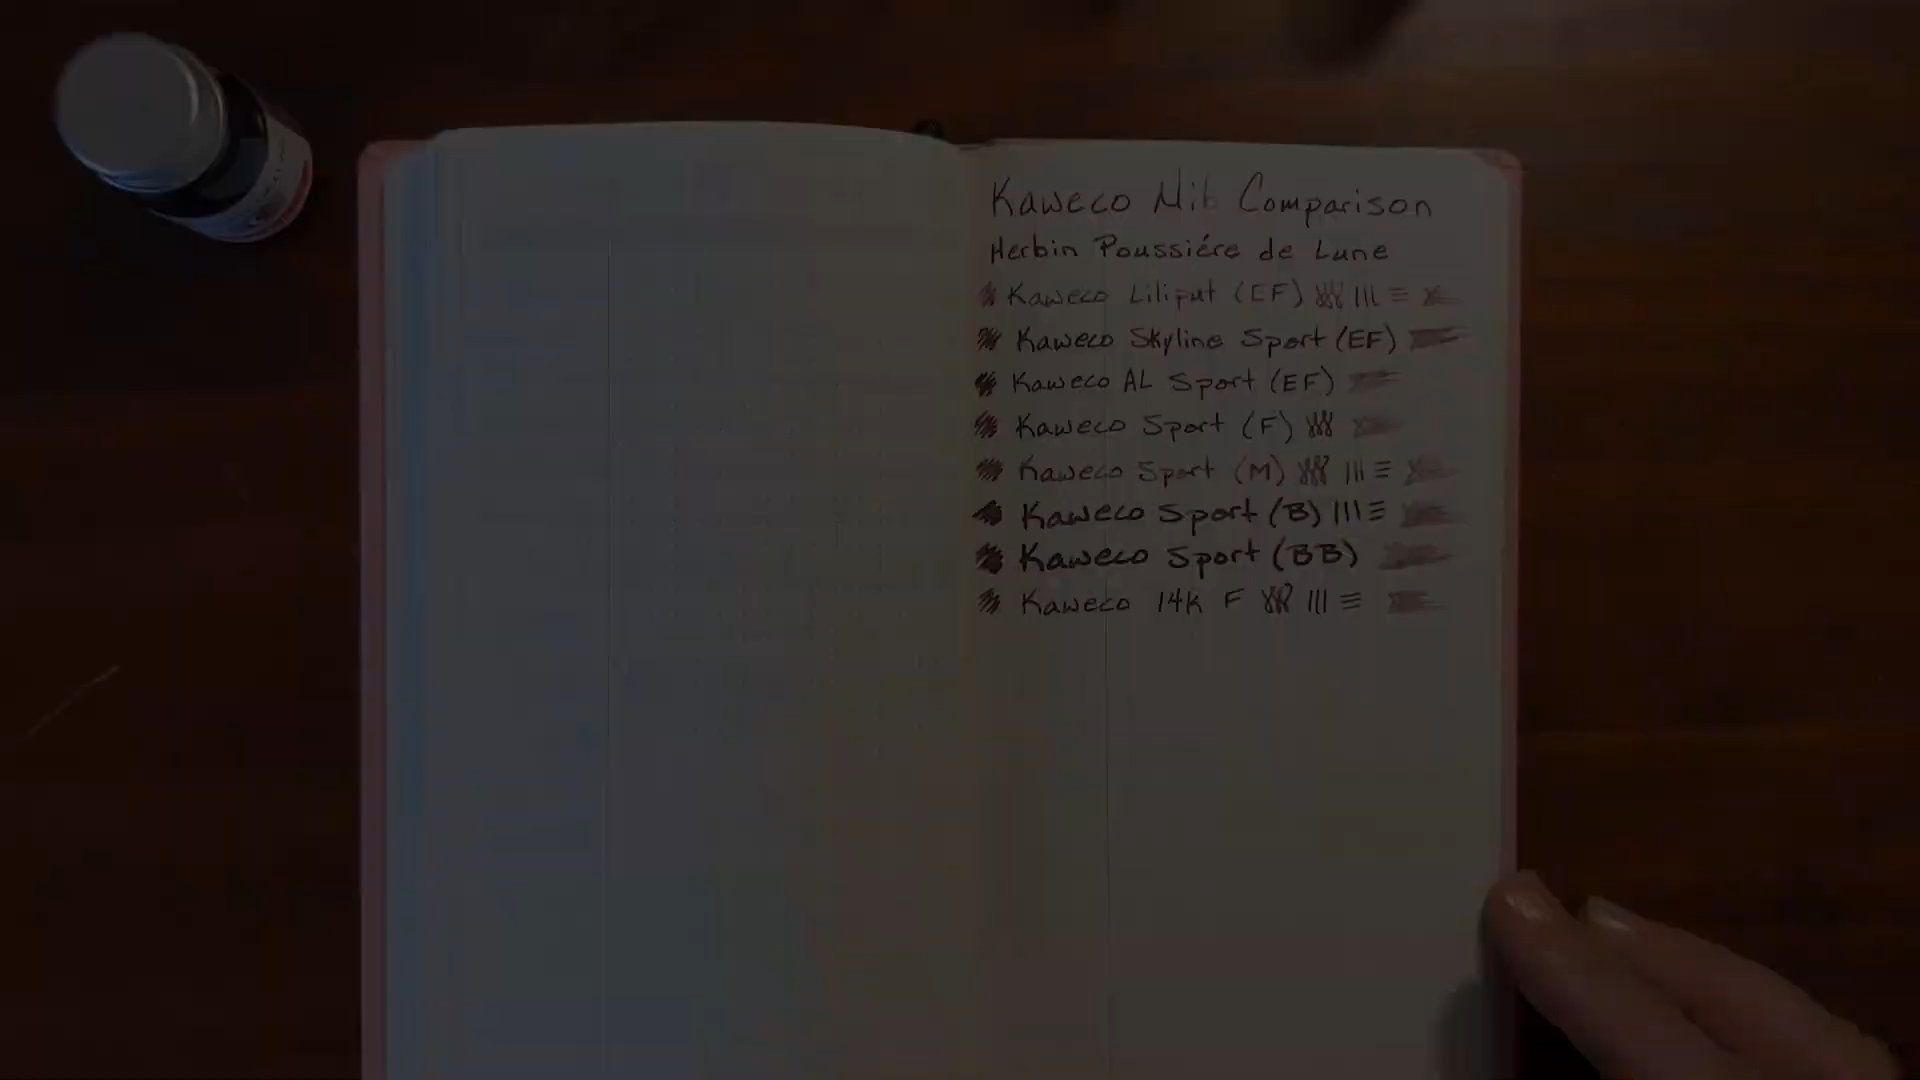 Kaweco Nib Comparison
Herbin Poussiére de Lune
Kaweco Liliput (EF)
Kaweco Skyline Sport (EF)
Kaweco AL Sport (EF)
Kaweco Sport (F)
Kaweco Sport (M)
Kaweco Sport (B)
Kaweco Sport (BB)
Kaweco 14K F